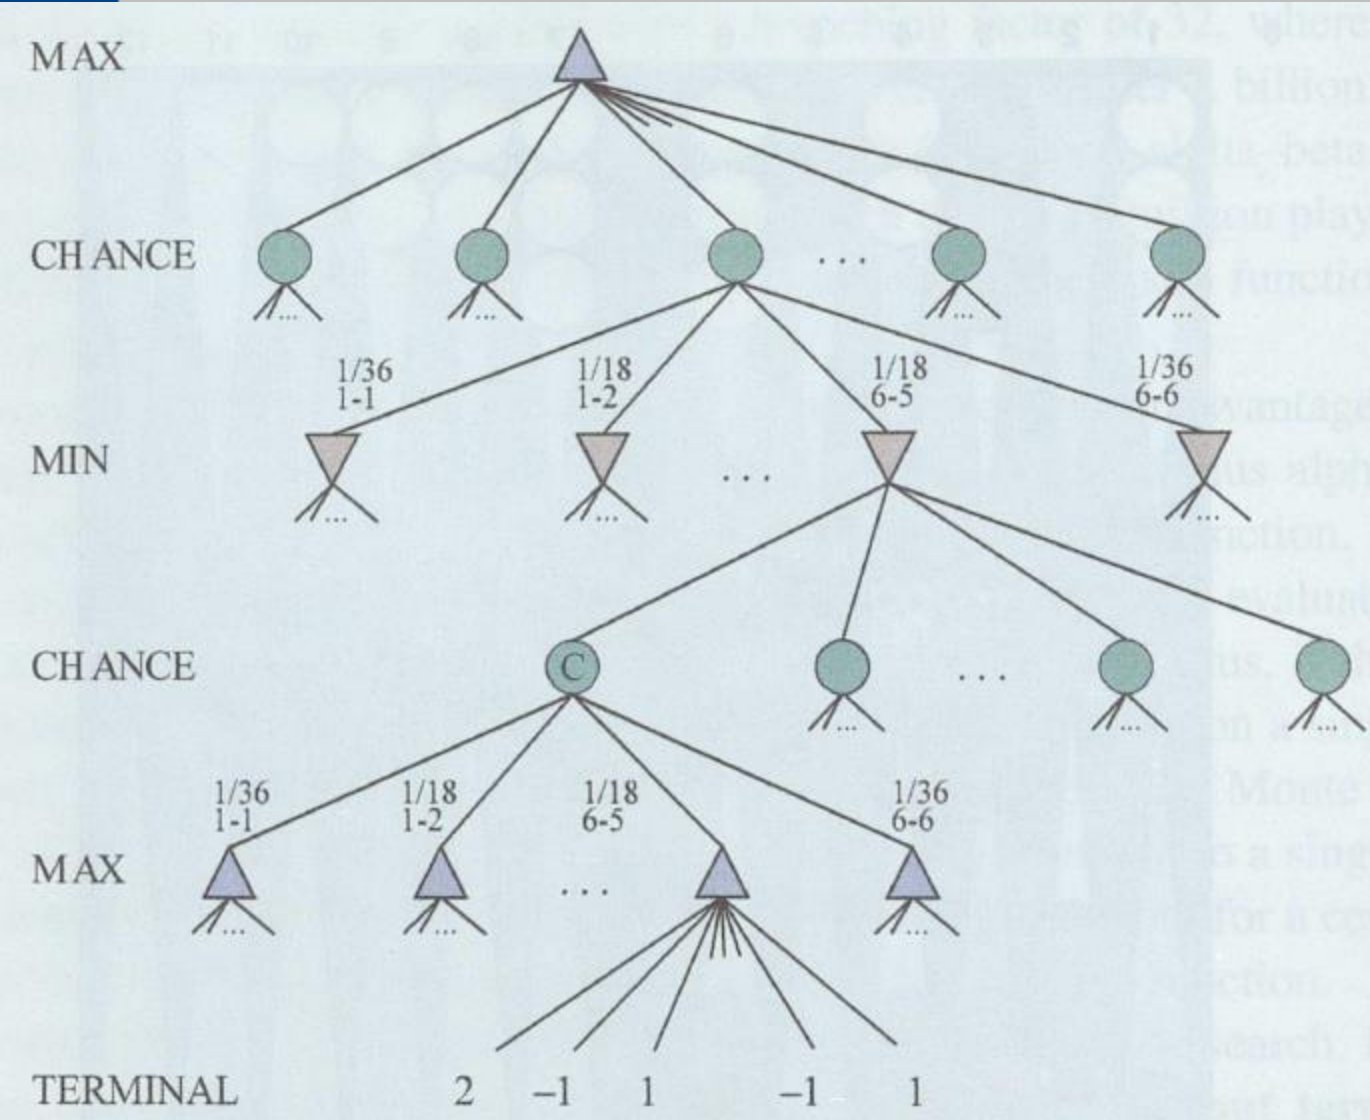 MAX
CHANCE
...
... ... ... ...
1/36 1/18 1/18 1/36
1-1 1-2 6-5 6-6
MIN
...
... ... ... ...
CHANCE C ...
... ... ...
1/36 1/18 1/18 1/36
1-1 1-2 6-5 6-6
MAX ...
... ... ...
TERMINAL 2 –1 1 –1 1